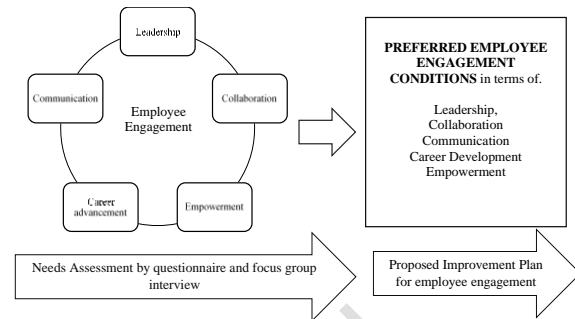 Leadership
Communication
Collaboration
Employee
Engagement
Career
advancement
Empowerment
PREFERRED EMPLOYEE
ENGAGEMENT
CONDITIONS in terms of.
Leadership,
Collaboration
Communication
Career Development
Empowerment
Needs Assessment by questionnaire and focus group
interview
Proposed Improvement Plan
for employee engagement